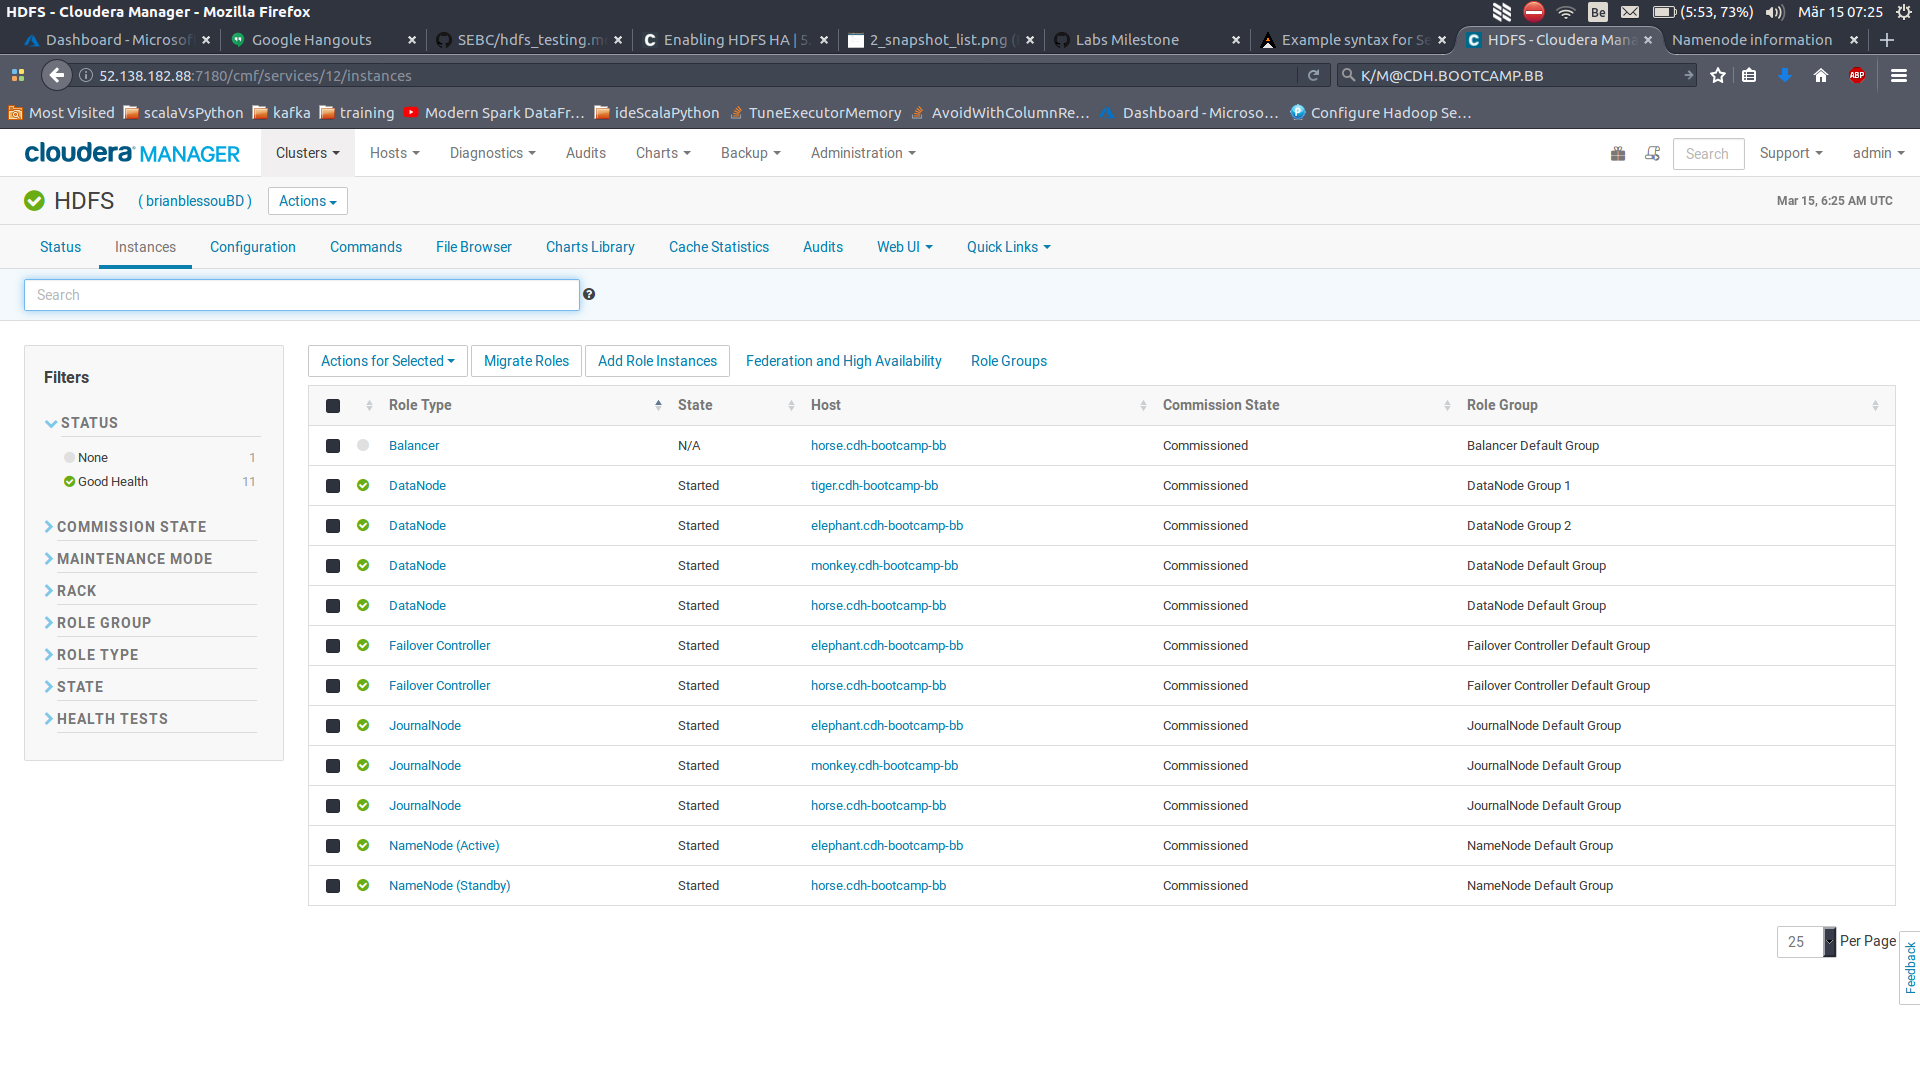 HDFS - Cloudera Manager - Mozilla Firefox
Be (5:53, 73%) Mär 15 07:25
Dashboard - Microsof Google Hangouts SEBC/hdfs_testing.m Enabling HDFS HA | 5. 2_snapshot_list.png ( Labs Milestone Example syntax for Se HDFS - Cloudera Mana Namenode information
52.138.182.88:7180/cmf/services/12/instances K/M@CDH.BOOTCAMP.BB ABP
Most Visited scalaVsPython kafka training Modern Spark DataFr... ideScalaPython TuneExecutorMemory AvoidWithColumnRe... Dashboard - Microso... Configure Hadoop Se...
cloudera MANAGER Clusters Hosts Diagnostics Audits Charts Backup Administration Search Support admin
HDFS ( brianblessouBD ) Actions Mar 15, 6:25 AM UTC
Status Instances Configuration Commands File Browser Charts Library Cache Statistics Audits Web UI Quick Links
Search ?
Filters
STATUS
None 1
Good Health 11
COMMISSION STATE
MAINTENANCE MODE
RACK
ROLE GROUP
ROLE TYPE
STATE
HEALTH TESTS
Actions for Selected Migrate Roles Add Role Instances Federation and High Availability Role Groups
Role Type State Host Commission State Role Group
Balancer N/A horse.cdh-bootcamp-bb Commissioned Balancer Default Group
DataNode Started tiger.cdh-bootcamp-bb Commissioned DataNode Group 1
DataNode Started elephant.cdh-bootcamp-bb Commissioned DataNode Group 2
DataNode Started monkey.cdh-bootcamp-bb Commissioned DataNode Default Group
DataNode Started horse.cdh-bootcamp-bb Commissioned DataNode Default Group
Failover Controller Started elephant.cdh-bootcamp-bb Commissioned Failover Controller Default Group
Failover Controller Started horse.cdh-bootcamp-bb Commissioned Failover Controller Default Group
JournalNode Started elephant.cdh-bootcamp-bb Commissioned JournalNode Default Group
JournalNode Started monkey.cdh-bootcamp-bb Commissioned JournalNode Default Group
JournalNode Started horse.cdh-bootcamp-bb Commissioned JournalNode Default Group
NameNode (Active) Started elephant.cdh-bootcamp-bb Commissioned NameNode Default Group
NameNode (Standby) Started horse.cdh-bootcamp-bb Commissioned NameNode Default Group
25 Per Page
Feedback